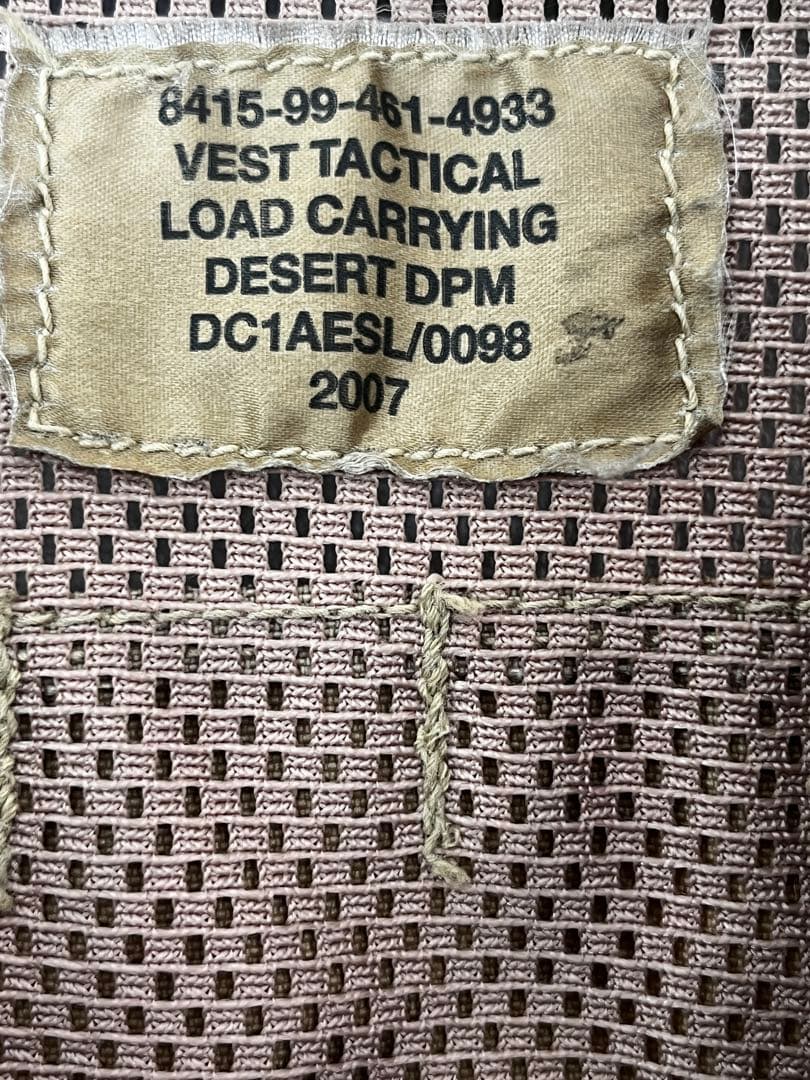 8415-99-461-4933
VEST TACTICAL
LOAD CARRYING
DESERT DPM
DC1AESL/0098
2007